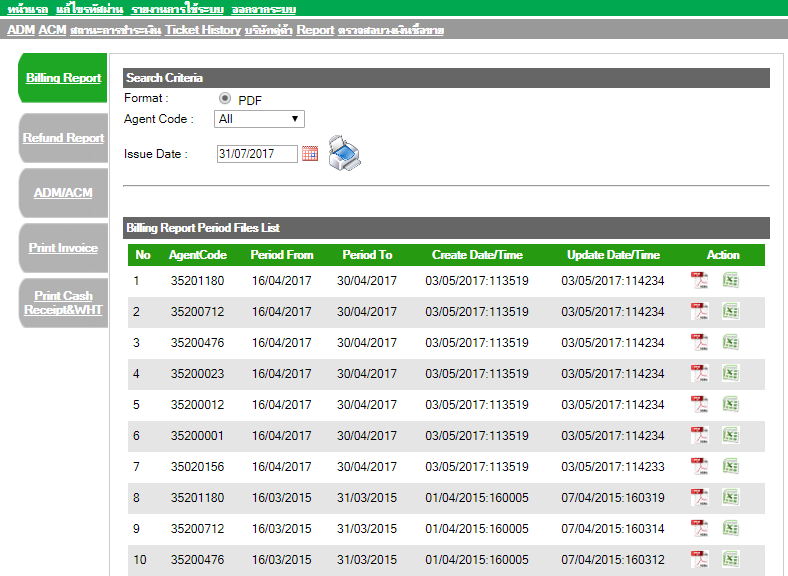 หน้าแรก แก้ไขรหัสผ่าน รายงานการใช้ระบบ ออกจากระบบ
ADM ACM สถานะการชำระเงิน Ticket History บริษัทคู่ค้า Report ตรวจสอบวงเงินซื้อขาย
Billing Report
Refund Report
ADM/ACM
Print Invoice
Print Cash
Receipt&WHT
Search Criteria
Format :
PDF
Agent Code :
All
Issue Date :
31/07/2017
Billing Report Period Files List
No AgentCode Period From Period To Create Date/Time Update Date/Time Action
1 35201180 16/04/2017 30/04/2017 03/05/2017:113519 03/05/2017:114234
2 35200712 16/04/2017 30/04/2017 03/05/2017:113519 03/05/2017:114234
3 35200476 16/04/2017 30/04/2017 03/05/2017:113519 03/05/2017:114234
4 35200023 16/04/2017 30/04/2017 03/05/2017:113519 03/05/2017:114234
5 35200012 16/04/2017 30/04/2017 03/05/2017:113519 03/05/2017:114234
6 35200001 16/04/2017 30/04/2017 03/05/2017:113519 03/05/2017:114234
7 35020156 16/04/2017 30/04/2017 03/05/2017:113519 03/05/2017:114233
8 35201180 16/03/2015 31/03/2015 01/04/2015:160005 07/04/2015:160319
9 35200712 16/03/2015 31/03/2015 01/04/2015:160005 07/04/2015:160314
10 35200476 16/03/2015 31/03/2015 01/04/2015:160005 07/04/2015:160312